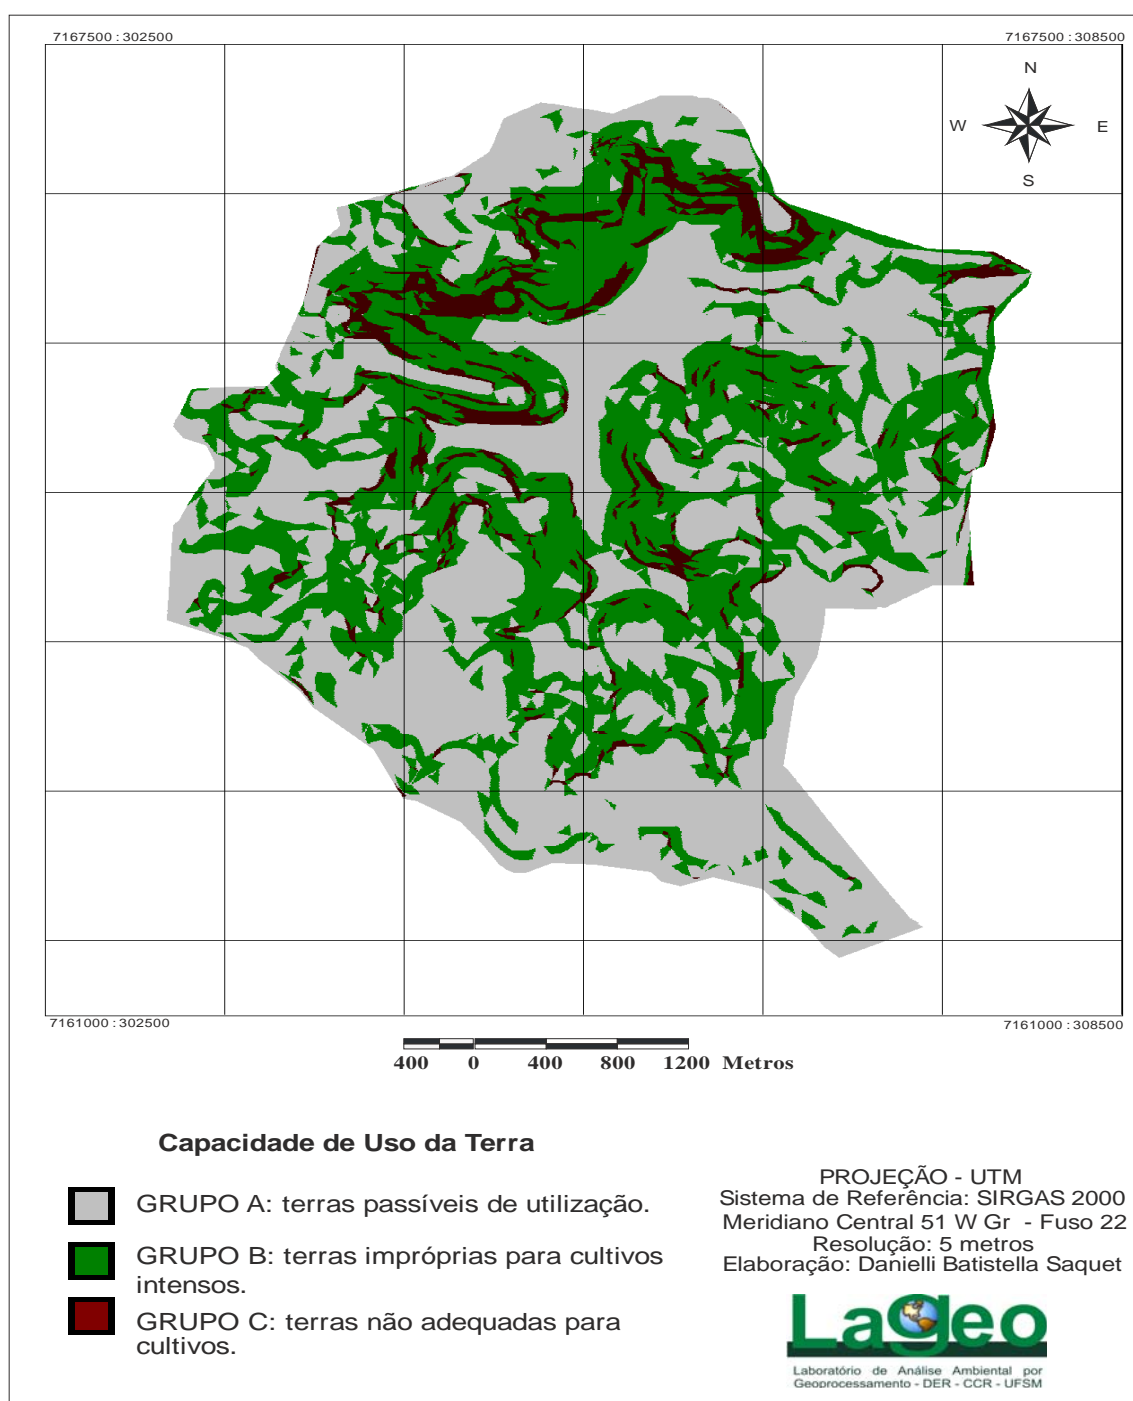 7167500 : 302500
7167500 : 308500
N
W
E
S
7161000 : 302500
7161000 : 308500
400 0 400 800 1200 Metros
Capacidade de Uso da Terra
GRUPO A: terras passíveis de utilização.
GRUPO B: terras impróprias para cultivos
intensos.
GRUPO C: terras não adequadas para
cultivos.
PROJEÇÃO - UTM
Sistema de Referência: SIRGAS 2000
Meridiano Central 51 W Gr - Fuso 22
Resolução: 5 metros
Elaboração: Danielli Batistella Saquet
Lageo
Laboratório de Análise Ambiental por
Geoprocessamento - DER - CCR - UFSM